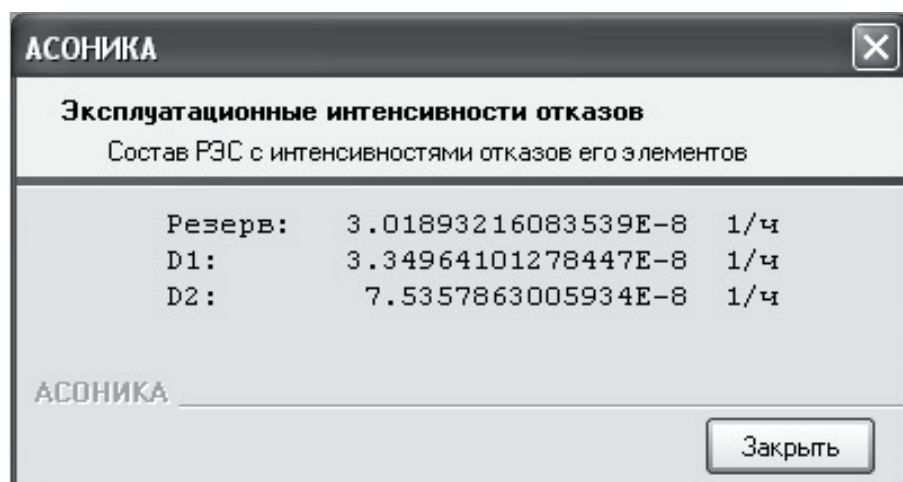 АСОНИКА
Эксплуатационные интенсивности отказов
Состав РЭС с интенсивностями отказов его элементов
Резерв: 3.01893216083539E-8 1/ч
D1: 3.34964101278447E-8 1/ч
D2: 7.5357863005934E-8 1/ч
АСОНИКА
Закрыть